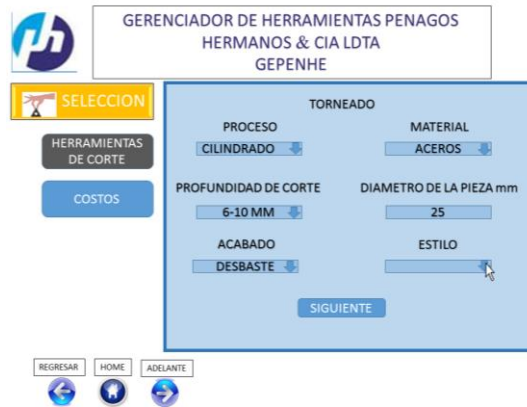 GERENCIADOR DE HERRAMIENTAS PENAGOS
HERMANOS & CIA LDTA
GEPENHE
SELECCION
HERRAMIENTAS
DE CORTE
COSTOS
TORNEADO
PROCESO
CILINDRADO
MATERIAL
ACEROS
PROFUNDIDAD DE CORTE
6-10 MM
DIAMETRO DE LA PIEZA mm
25
ACABADO
DESBASTE
ESTILO
SIGUIENTE
REGRESAR
HOME
ADELANTE